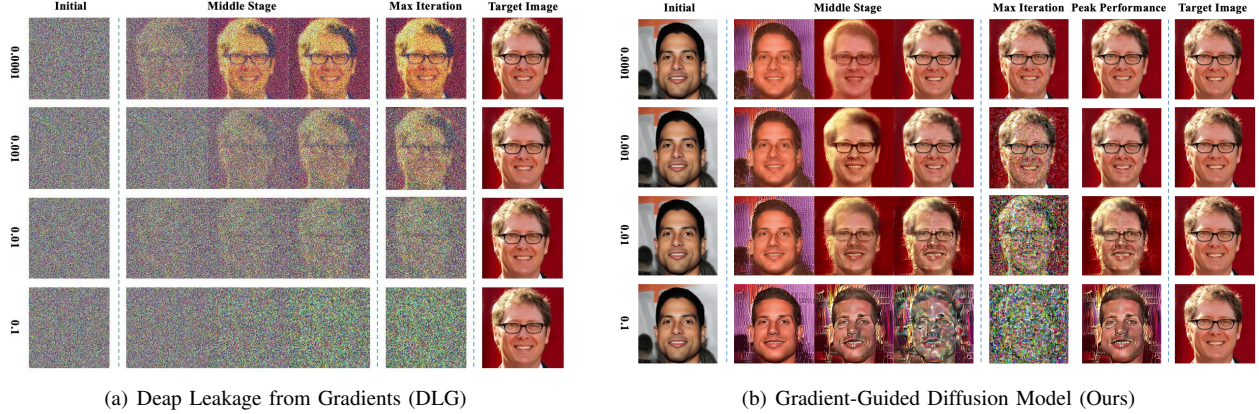 Initial Middle Stage Max Iteration Target Image
0.0001
0.001
0.01
0.1
(a) Deap Leakage from Gradients (DLG)
Initial Middle Stage Max Iteration Peak Performance Target Image
0.0001
0.001
0.01
0.1
(b) Gradient-Guided Diffusion Model (Ours)